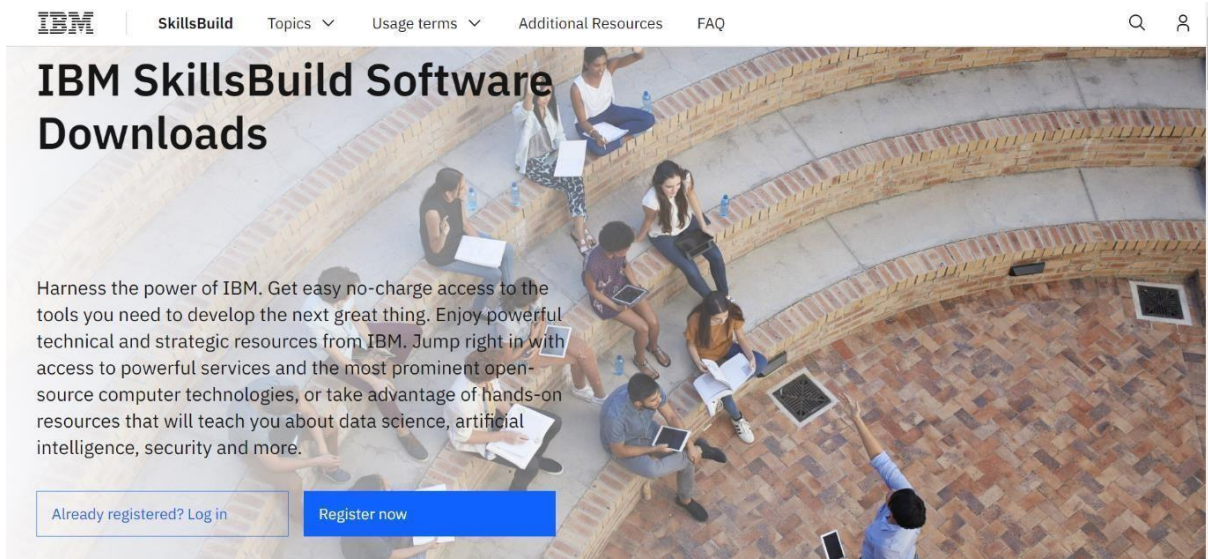 IBM
SkillsBuild
Topics
Usage terms
Additional Resources
FAQ
IBM SkillsBuild Software
Downloads
Harness the power of IBM. Get easy no-charge access to the
tools you need to develop the next great thing. Enjoy powerful
technical and strategic resources from IBM. Jump right in with
access to powerful services and the most prominent open-
source computer technologies, or take advantage of hands-on
resources that will teach you about data science, artificial
intelligence, security and more.
Already registered? Log in
Register now